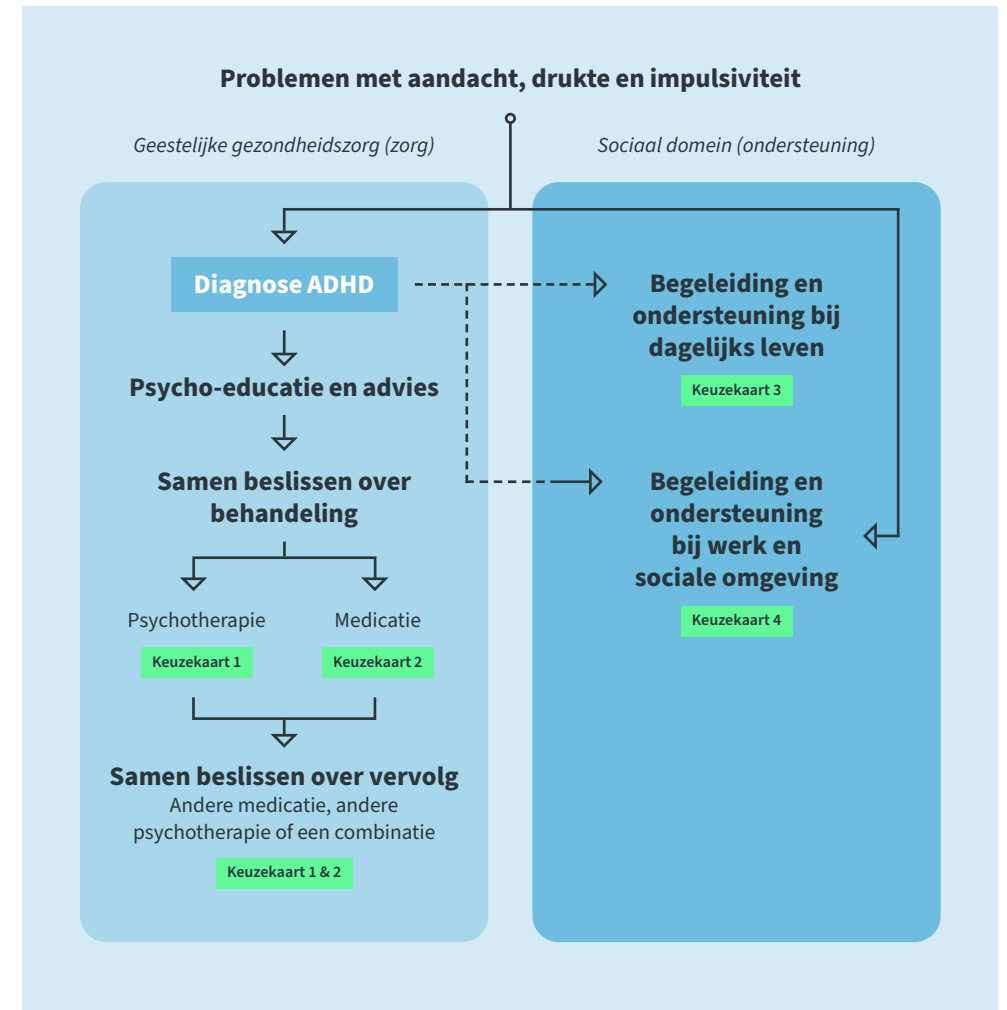 Problemen met aandacht, drukte en impulsiviteit
Geestelijke gezondheidszorg (zorg)
Diagnose ADHD
Psycho-educatie en advies
Samen beslissen over
behandeling
Psychotherapie
Keuzekaart 1
Medicatie
Keuzekaart 2
Samen beslissen over vervolg
Andere medicatie, andere
psychotherapie of een combinatie
Keuzekaart 1 & 2
Sociaal domein (ondersteuning)
Begeleiding en
ondersteuning bij
dagelijks leven
Keuzekaart 3
Begeleiding en
ondersteuning
bij werk en
sociale omgeving
Keuzekaart 4